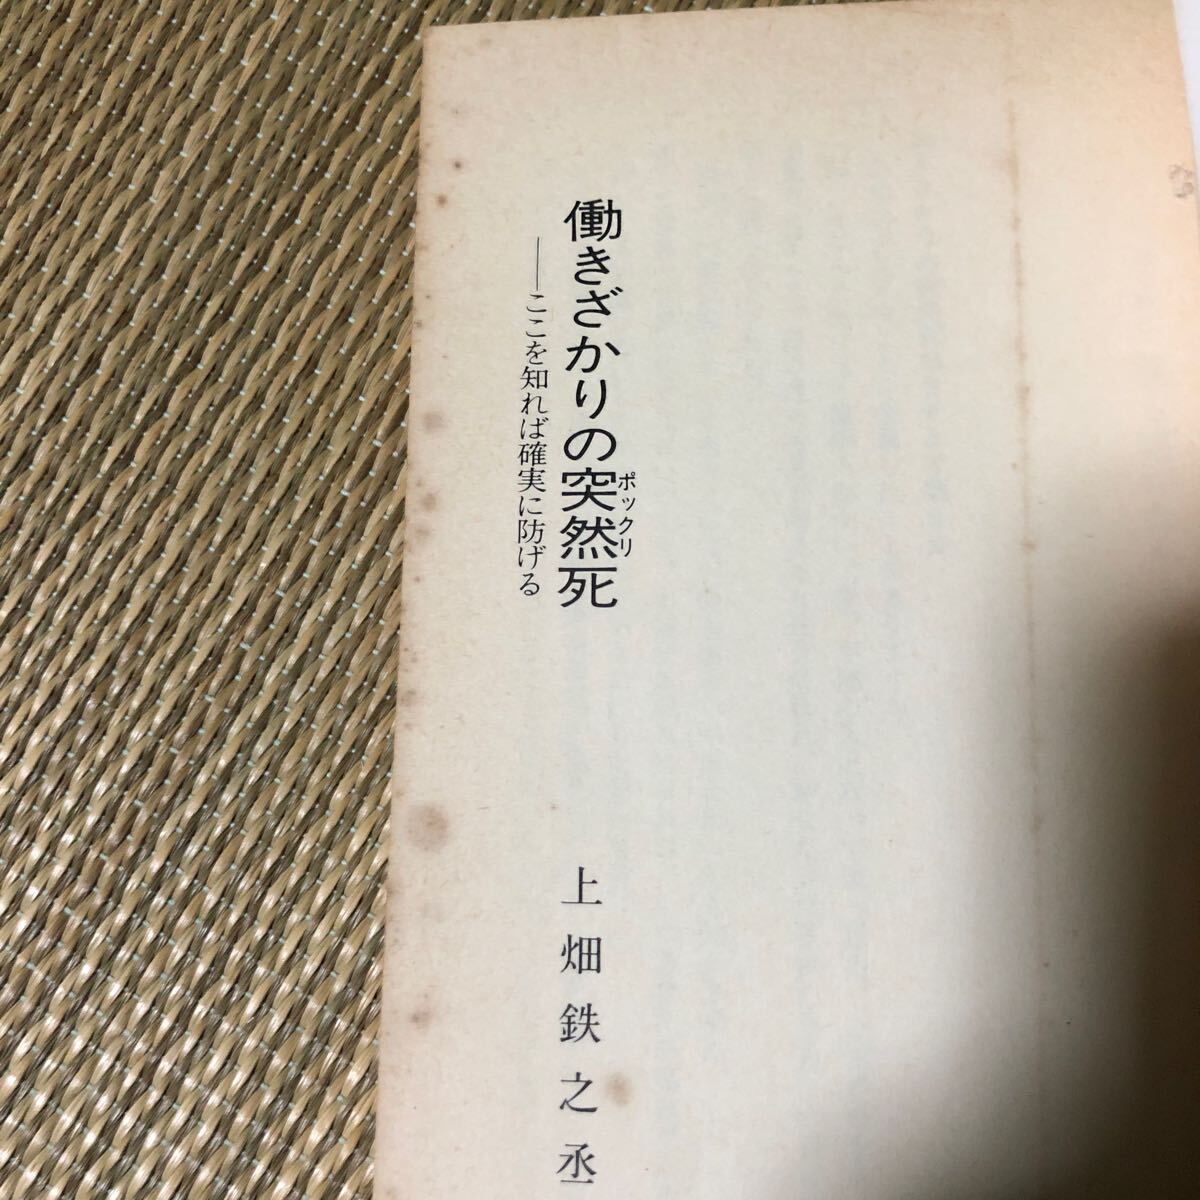 働きざかりの突然死
ポックリ
──ここを知れば確実に防げる
上畑鉄之丞